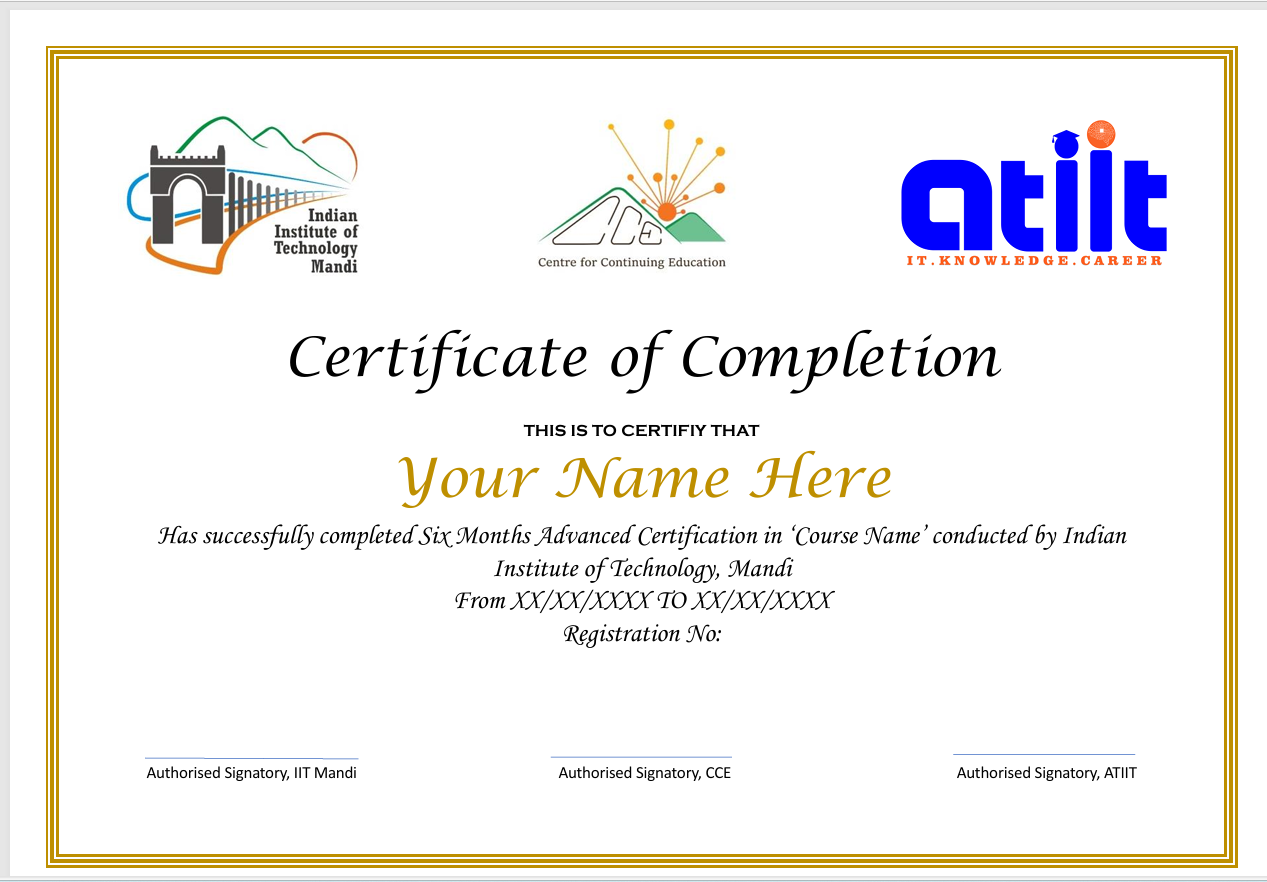 Indian
Institute of
Technology
Mandi
CCE
Centre for Continuing Education
atiit
IT.KNOWLEDGE.CAREER
Certificate of Completion
THIS IS TO CERTIFIY THAT
Your Name Here
Has successfully completed Six Months Advanced Certification in ‘Course Name’ conducted by Indian
Institute of Technology, Mandi
From XX/XX/XXXX TO XX/XX/XXXX
Registration No:
Authorised Signatory, IIT Mandi
Authorised Signatory, CCE
Authorised Signatory, ATIIT